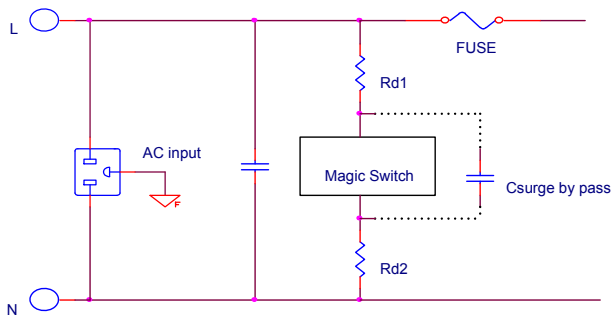 L
FUSE
Rd1
AC input
Magic Switch
Csurge by pass
F
Rd2
N